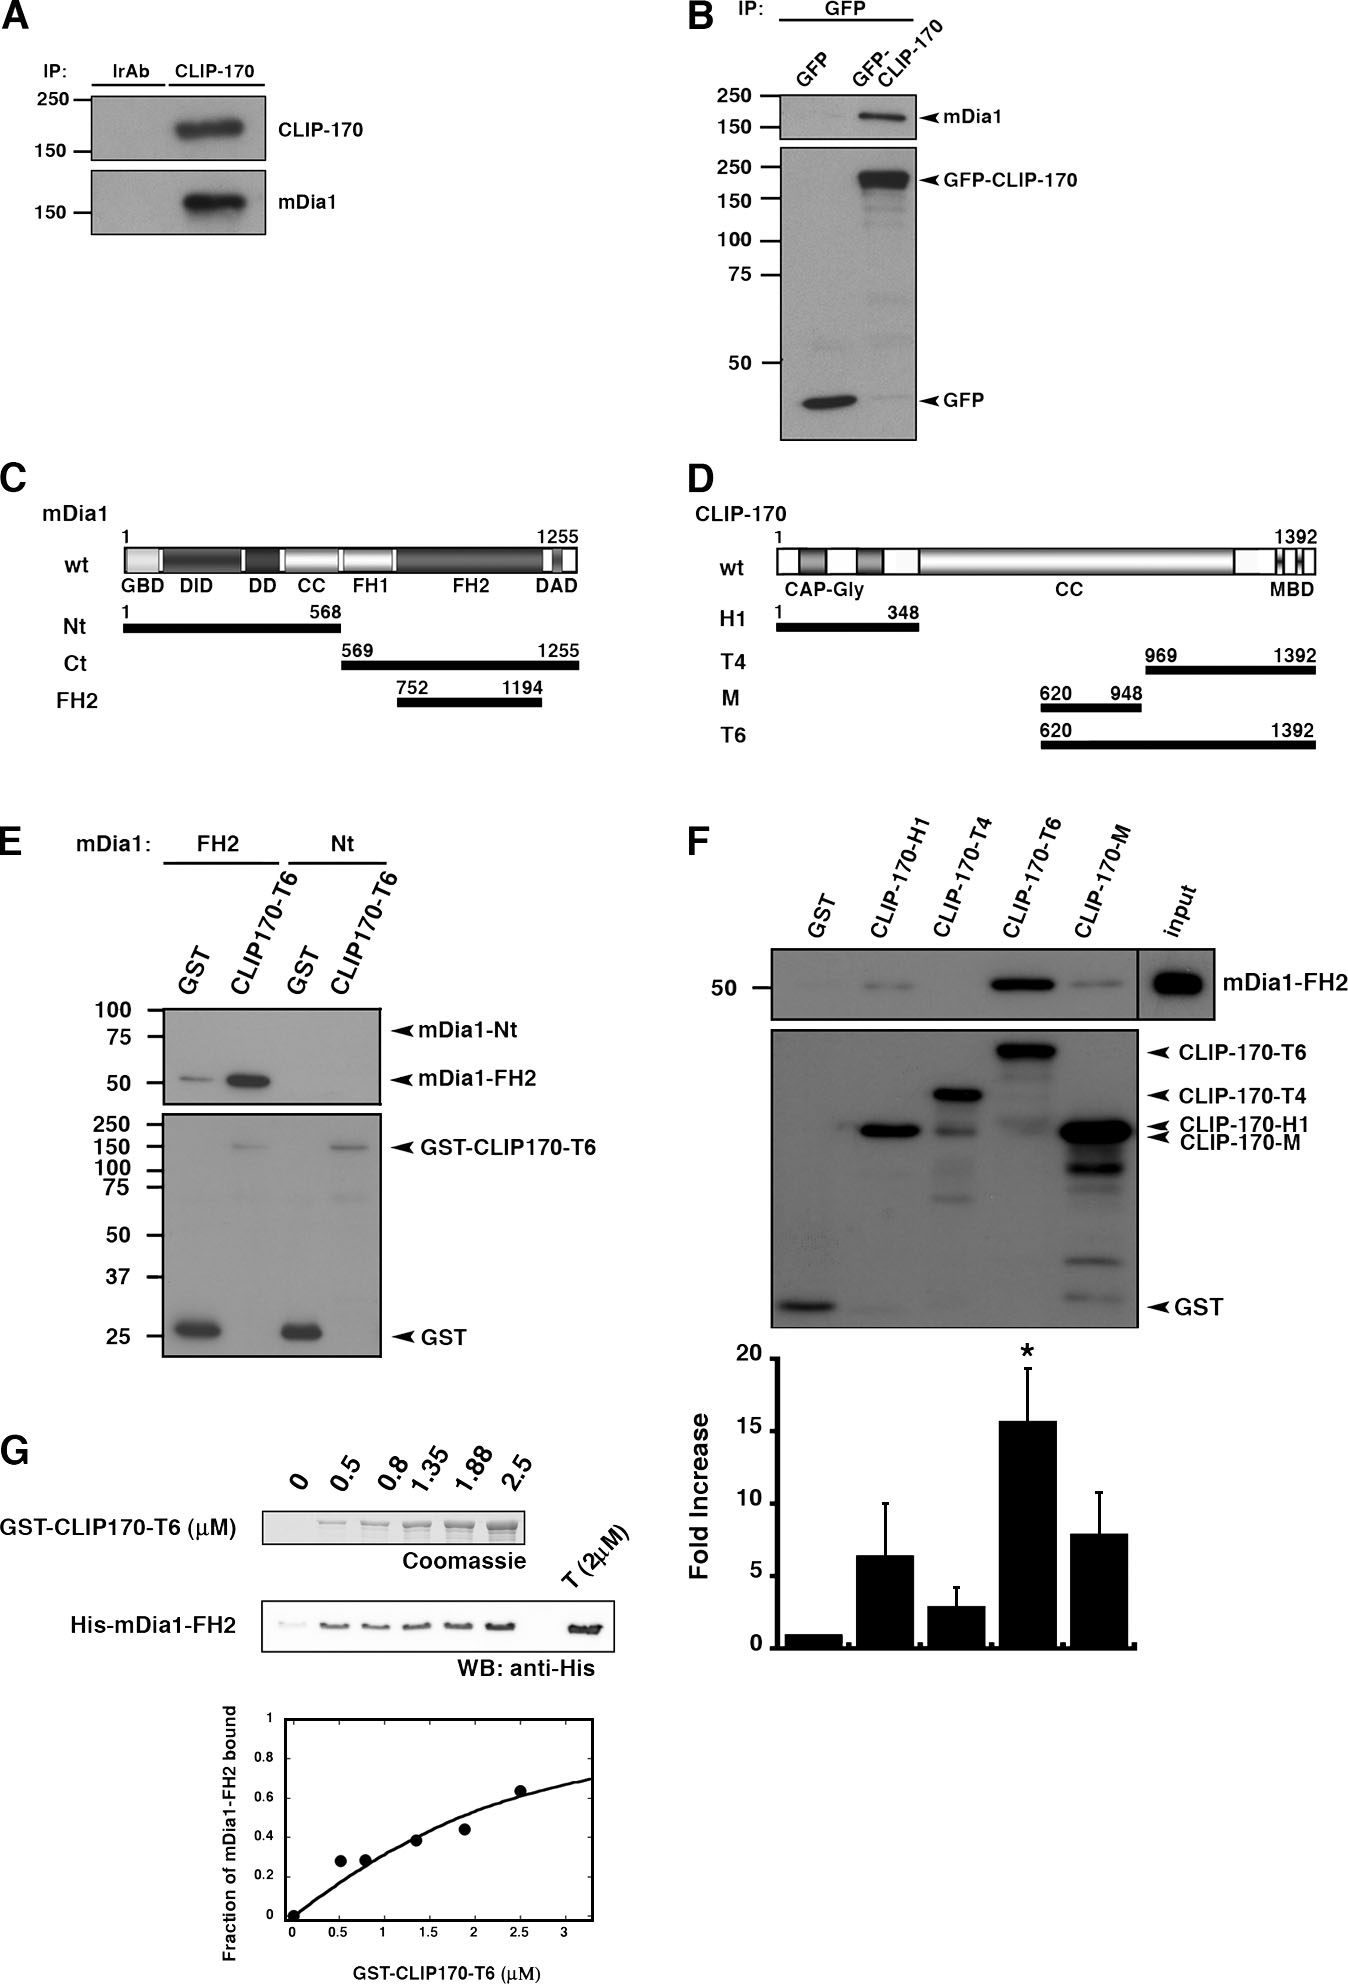 A
IP: IrAb CLIP-170
250
150
CLIP-170
150
mDia1
B
IP: GFP
GFP GFP-CLIP-170
250
150
mDia1
250
150
100
75
50
GFP-CLIP-170
GFP
C
mDia1
1 1255
wt
GBD DID DD CC FH1 FH2 DAD
Nt 1 568
Ct 569 1255
FH2 752 1194
D
CLIP-170
1 1392
wt
CAP-Gly CC MBD
H1 1 348
T4 969 1392
M 620 948
T6 620 1392
E
mDia1: FH2 Nt
GST CLIP170-T6 GST CLIP170-T6
100
75
50
mDia1-Nt
mDia1-FH2
250
150
100
75
50
37
25
GST-CLIP170-T6
GST
F
GST CLIP-170-H1 CLIP-170-T4 CLIP-170-T6 CLIP-170-M input
50
mDia1-FH2
CLIP-170-T6
CLIP-170-T4
CLIP-170-H1
CLIP-170-M
GST
Fold Increase
20
15
10
5
0
*
G
0 0.5 0.8 1.35 1.88 2.5
GST-CLIP170-T6 (µM)
Coomassie
T (2µM)
His-mDia1-FH2
WB: anti-His
Fraction of mDia1-FH2 bound
1
0.8
0.6
0.4
0.2
0
0 0.5 1 1.5 2 2.5 3
GST-CLIP170-T6 (µM)